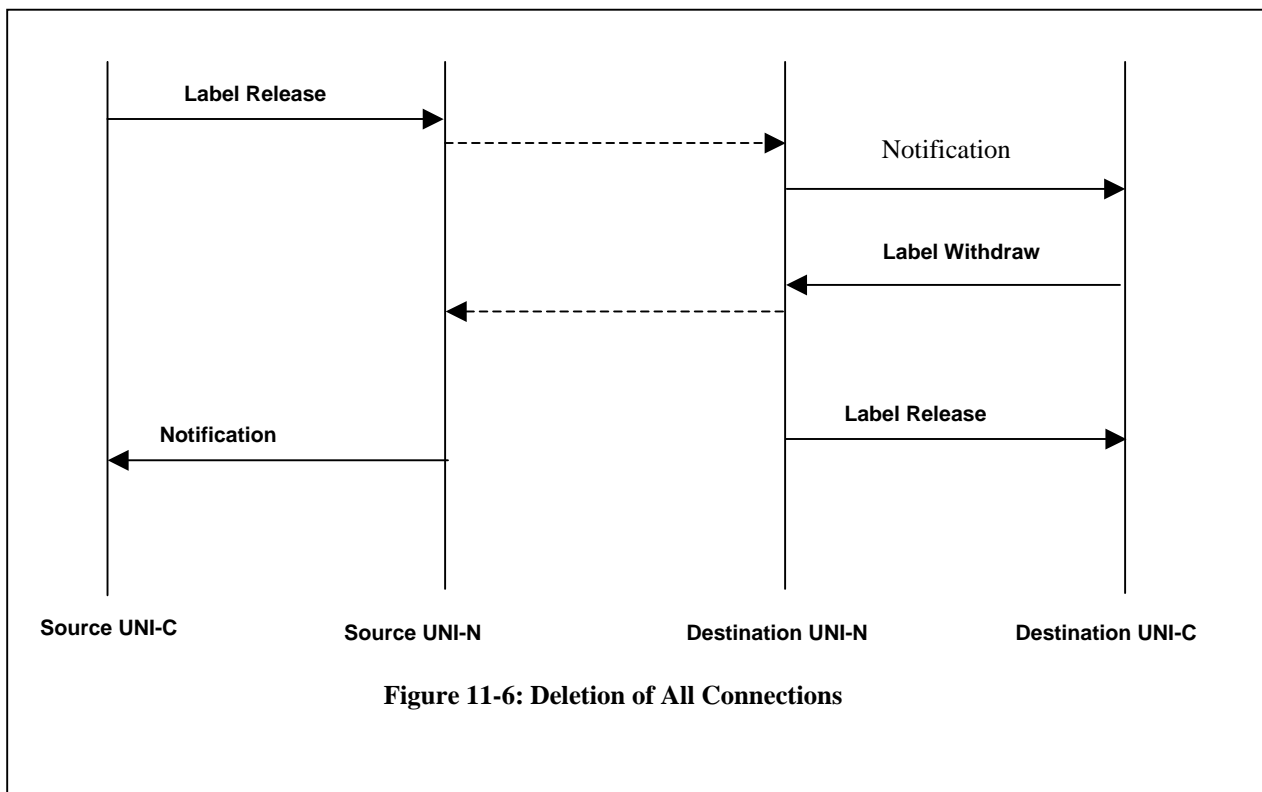 Label Release
Notification
Label Withdraw
Label Release
Notification
Source UNI-C
Source UNI-N
Destination UNI-N
Destination UNI-C
Figure 11-6: Deletion of All Connections